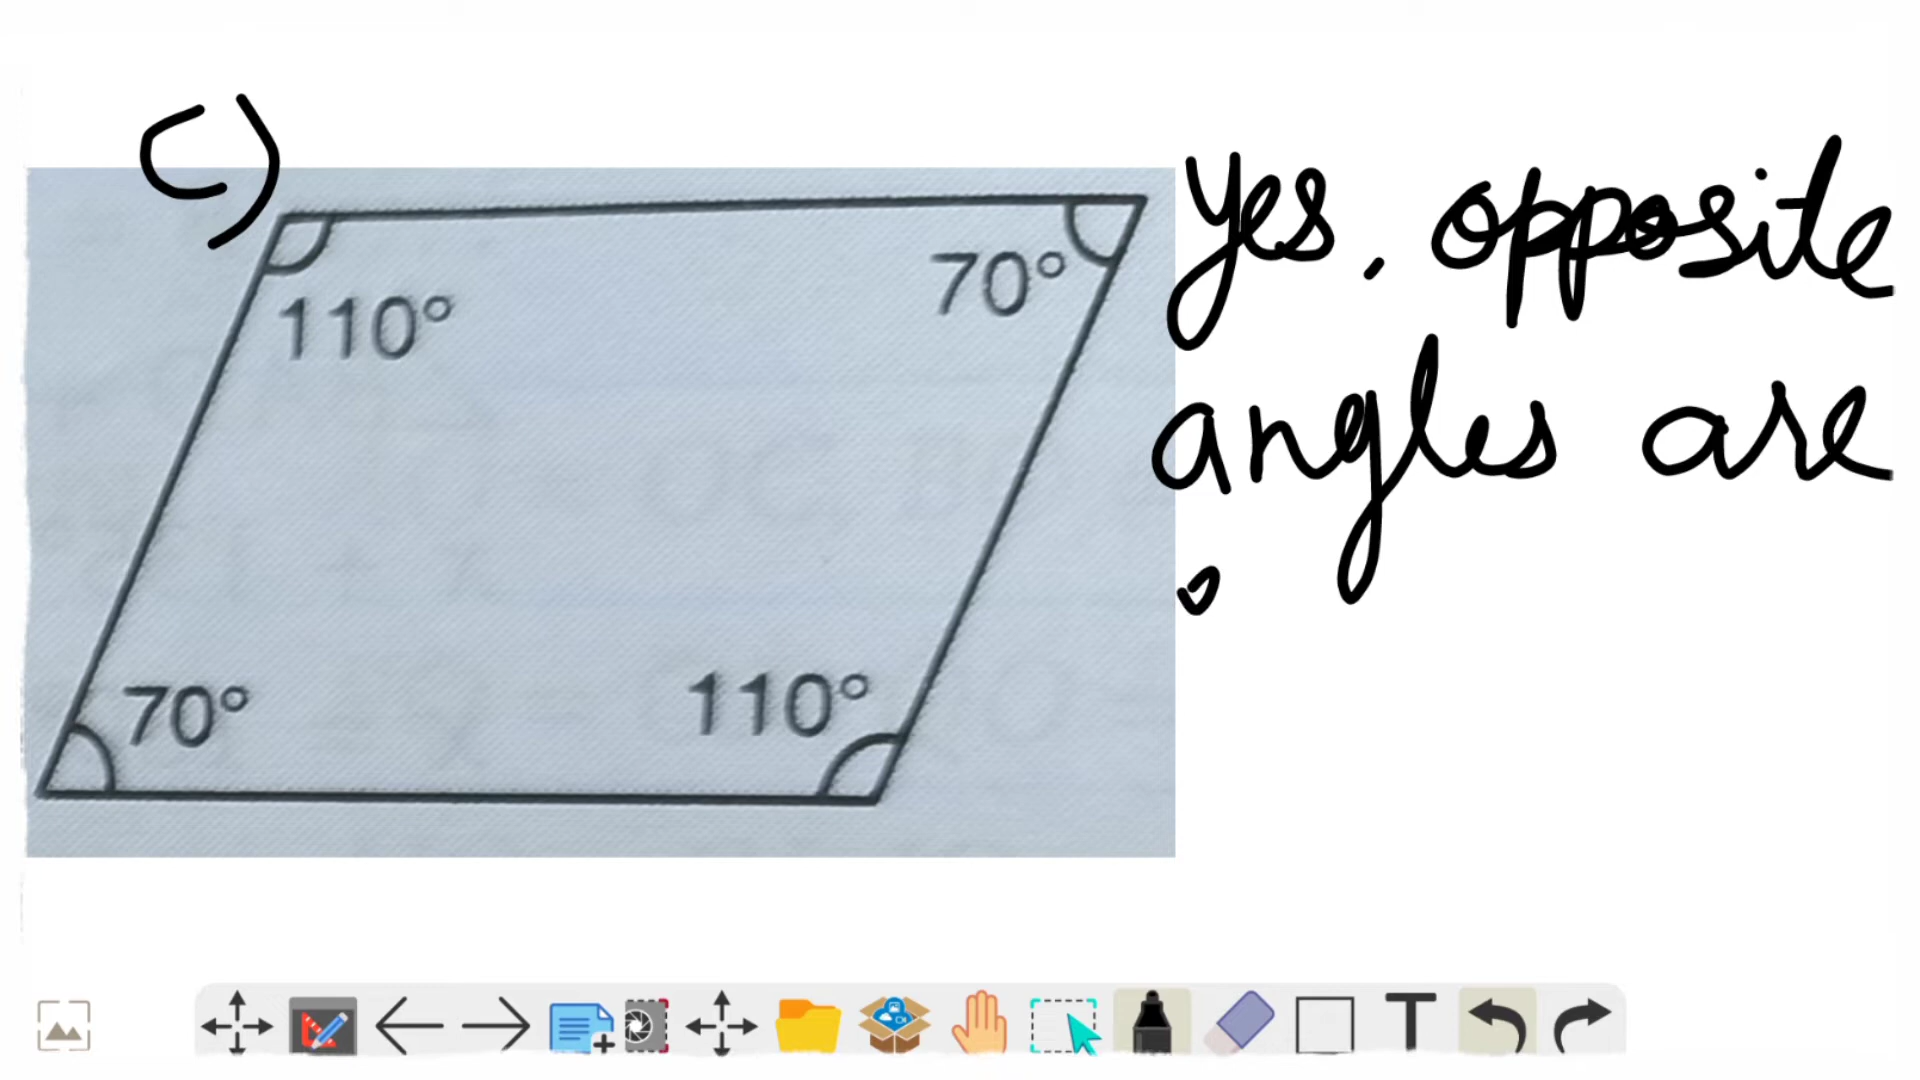 c)
110°
70°
70°
110°
yes, opposite
angles are
T